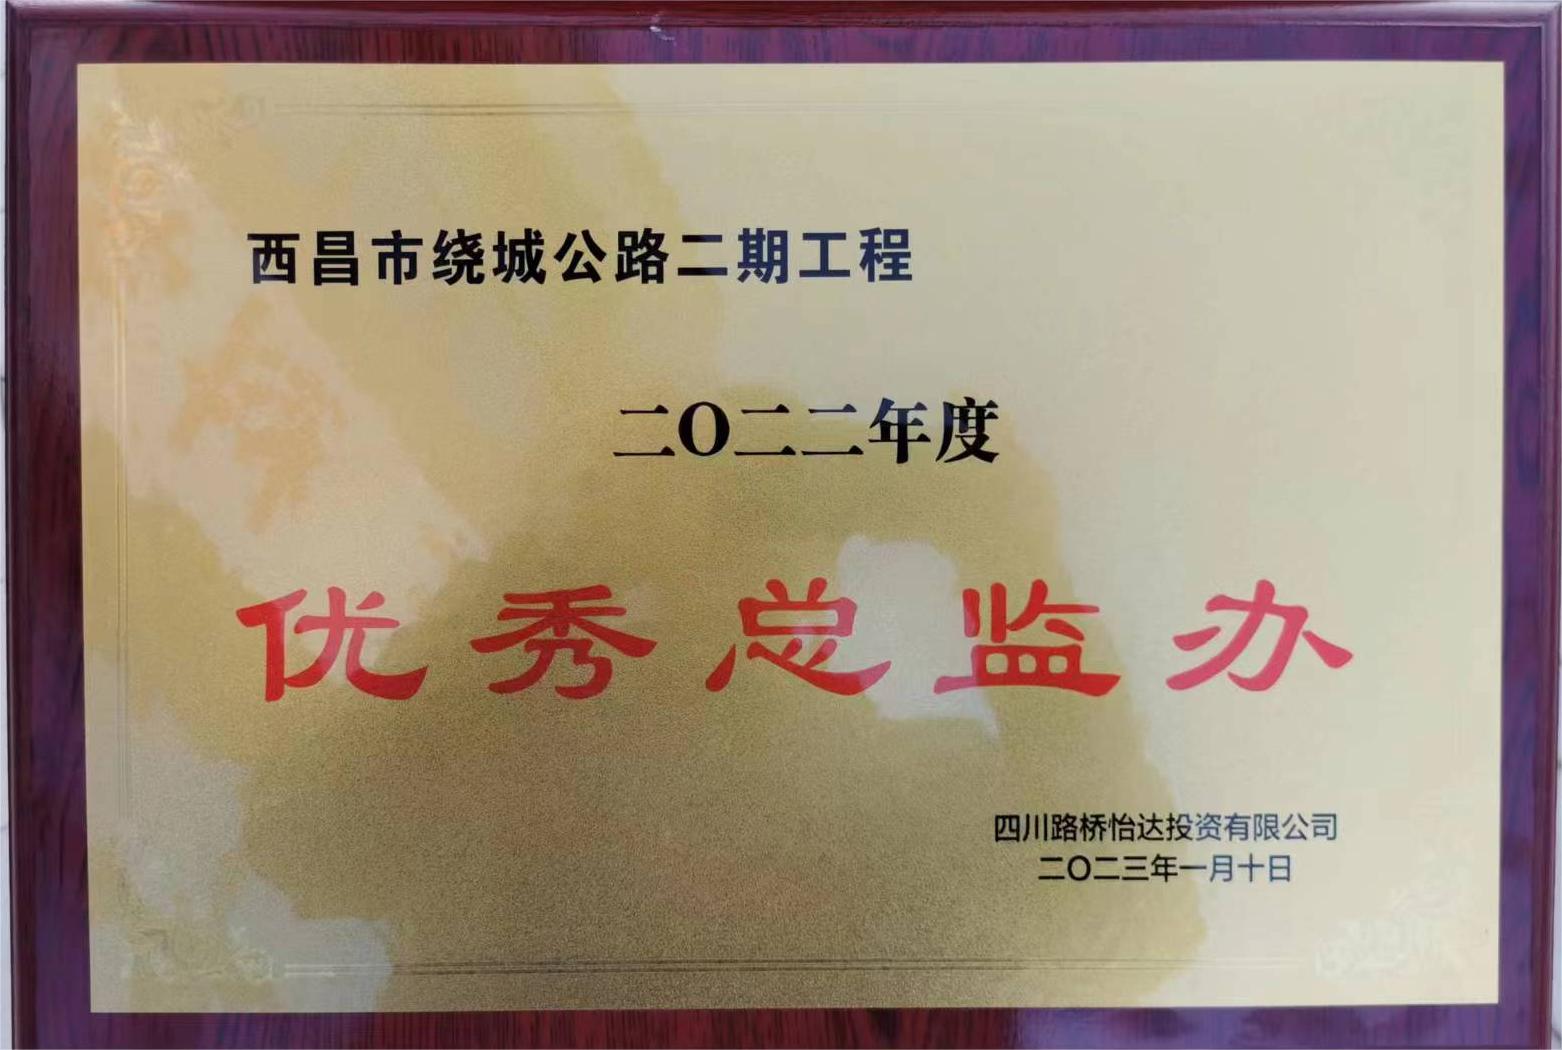 西昌市绕城公路二期工程
二〇二二年度
优秀总监办
四川路桥怡达投资有限公司
二〇二三年一月十日